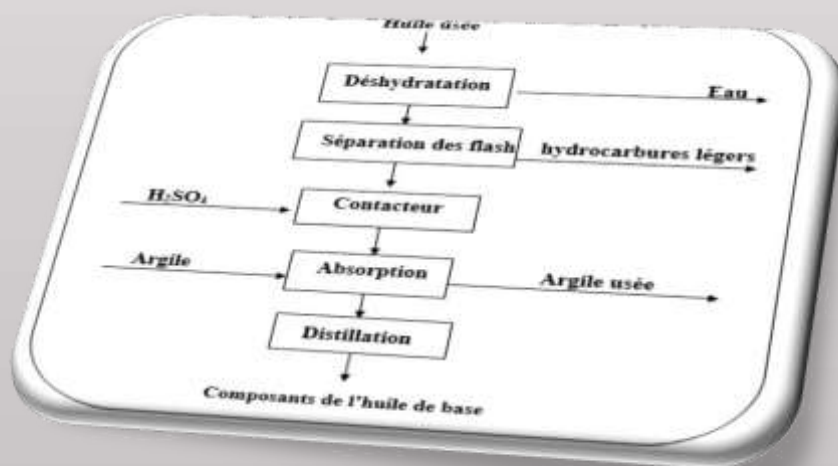 Huile usée
Déshydratation
Eau
Séparation des flash
hydrocarbures légers
H₂SO₄
Contacteur
Argile
Absorption
Argile usée
Distillation
Composants de l'huile de base